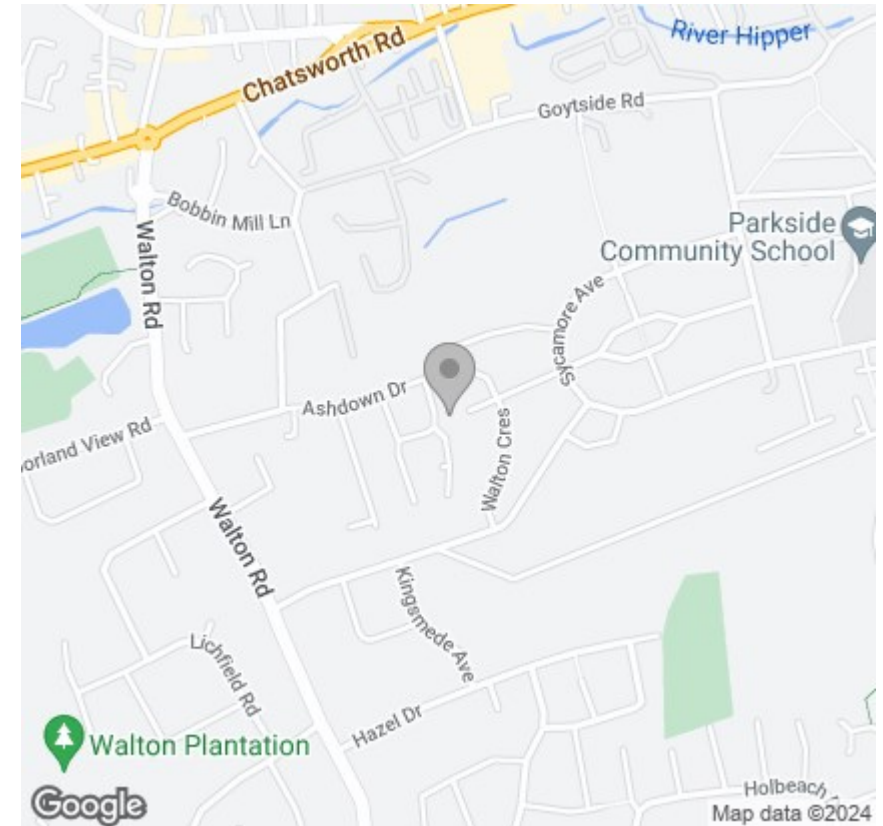 River Hipper
Chatsworth Rd
Goytside Rd
Bobbin Mill Ln
Parkside
Community School
Walton Rd
Sycamore Ave
Ashdown Dr
orland View Rd
Walton Cres
Walton Rd
Kingsmede Ave
Lichfield Rd
Hazel Dr
Walton Plantation
Holbeach
Google
Map data ©2024